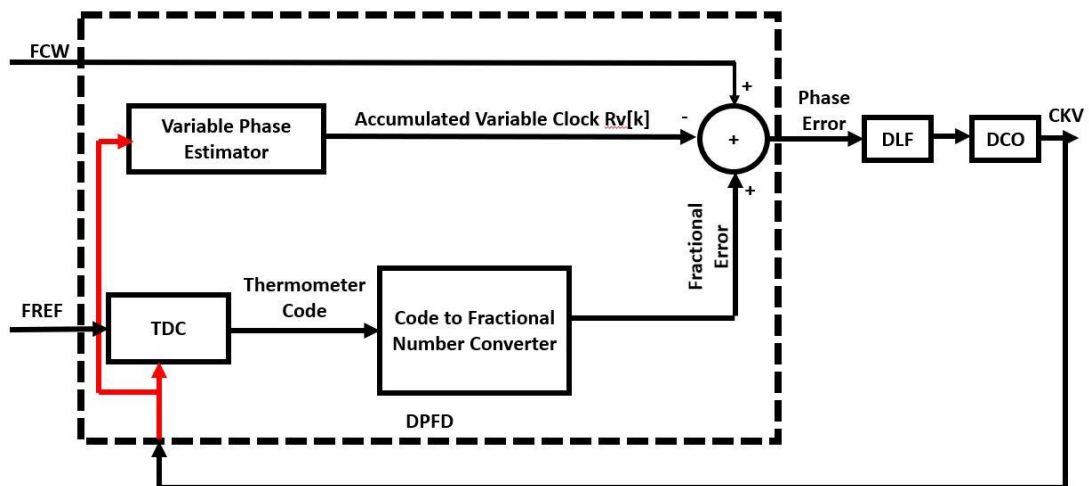 FCW
+
Variable Phase
Estimator
Accumulated Variable Clock Rv[k]
-
+
Phase
Error
DLF
DCO
CKV
+
Fractional
Error
FREF
TDC
Thermometer
Code
Code to Fractional
Number Converter
DPFD